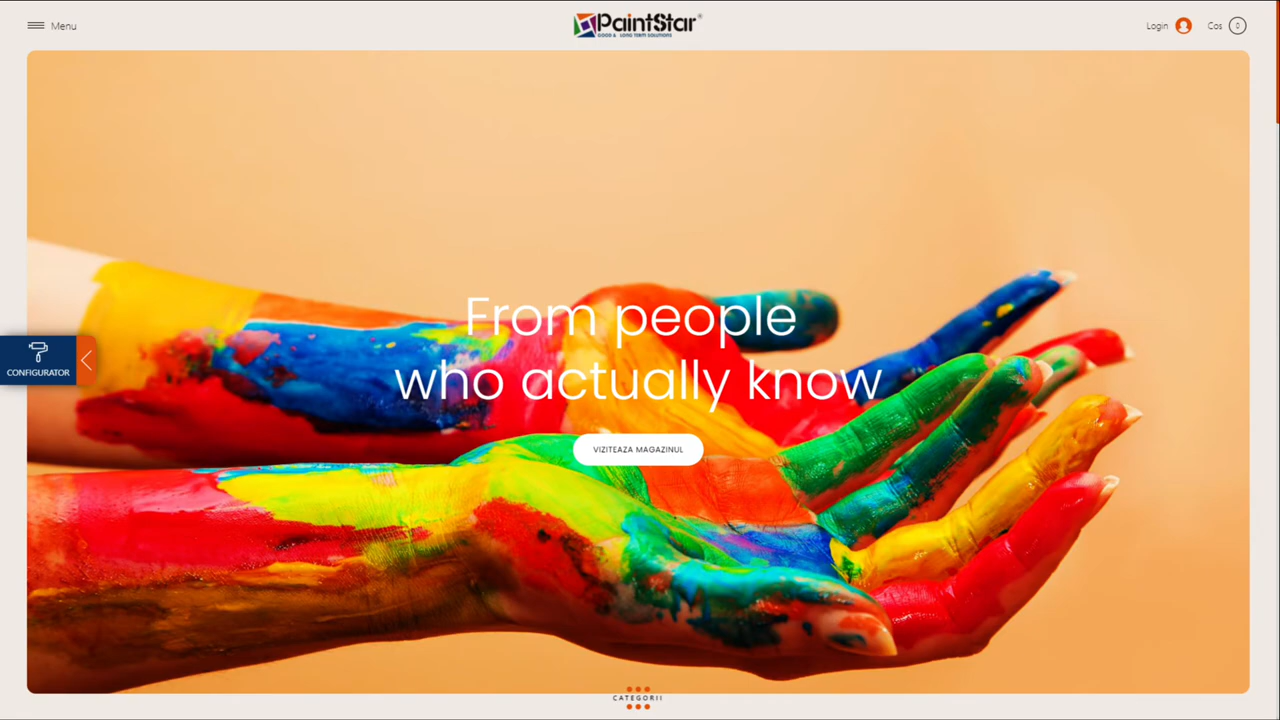 Menu
PaintStar®
GOOD & LONG TERM SOLUTIONS
Login
Cos
0
From people
who actually know
CONFIGURATOR
VIZITEAZA MAGAZINUL
CATEGORII